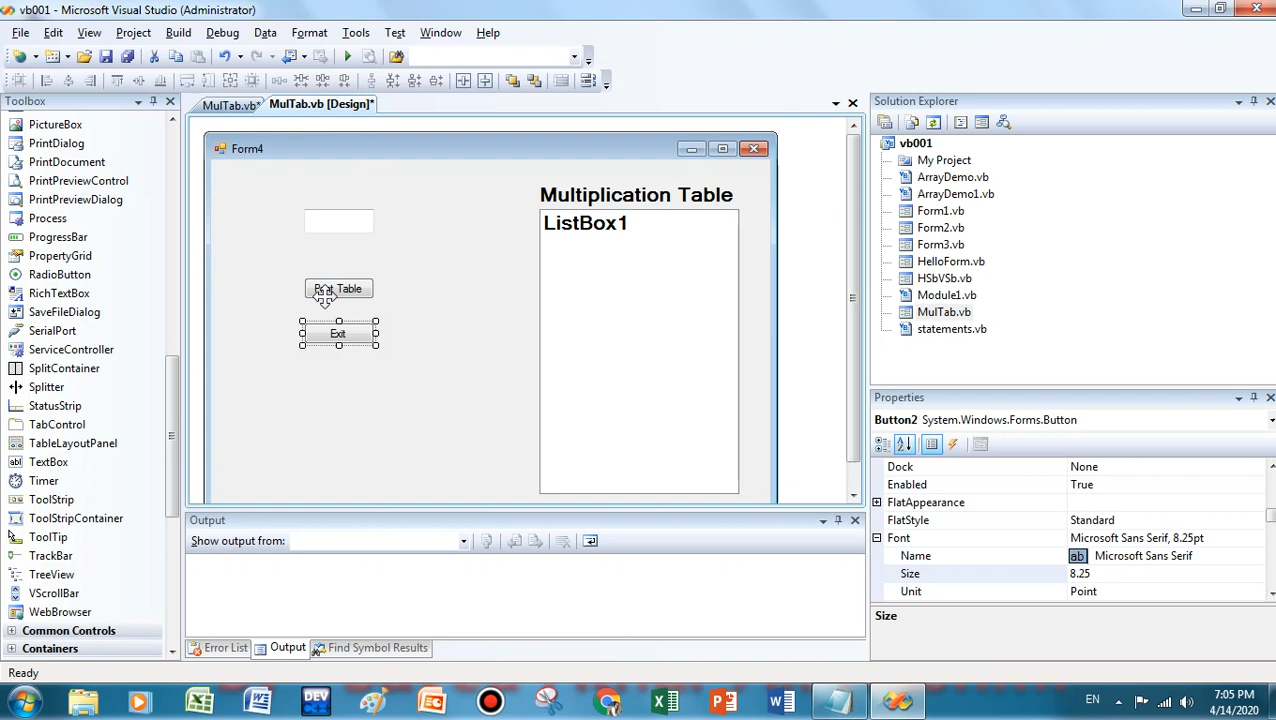 vb001 - Microsoft Visual Studio (Administrator)
File Edit View Project Build Debug Data Format Tools Test Window Help
Toolbox
PictureBox
PrintDialog
PrintDocument
PrintPreviewControl
PrintPreviewDialog
Process
ProgressBar
PropertyGrid
RadioButton
RichTextBox
SaveFileDialog
SerialPort
ServiceController
SplitContainer
Splitter
StatusStrip
TabControl
TableLayoutPanel
TextBox
Timer
ToolStrip
ToolStripContainer
ToolTip
TrackBar
TreeView
VScrollBar
WebBrowser
Common Controls
Containers
MulTab.vb* MulTab.vb [Design]*
Form4
Multiplication Table
ListBox1
Table
Exit
Output
Show output from:
Error List Output Find Symbol Results
Solution Explorer
vb001
My Project
ArrayDemo.vb
ArrayDemo1.vb
Form1.vb
Form2.vb
Form3.vb
HelloForm.vb
HSbVSb.vb
Module1.vb
MulTab.vb
statements.vb
Properties
Button2 System.Windows.Forms.Button
Dock None
Enabled True
FlatAppearance
FlatStyle Standard
Font Microsoft Sans Serif, 8.25pt
Name ab Microsoft Sans Serif
Size 8.25
Unit Point
Size
Ready
DEV
EN
7:05 PM
4/14/2020